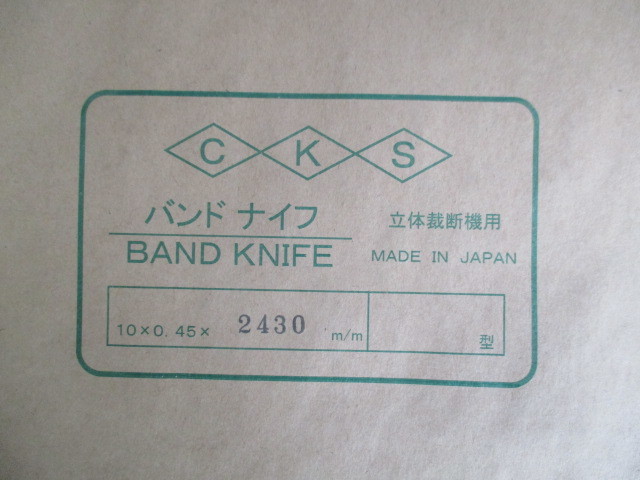 CKS
バンドナイフ
BAND KNIFE
立体裁断機用
MADE IN JAPAN
10×0.45× 2430 m/m
型